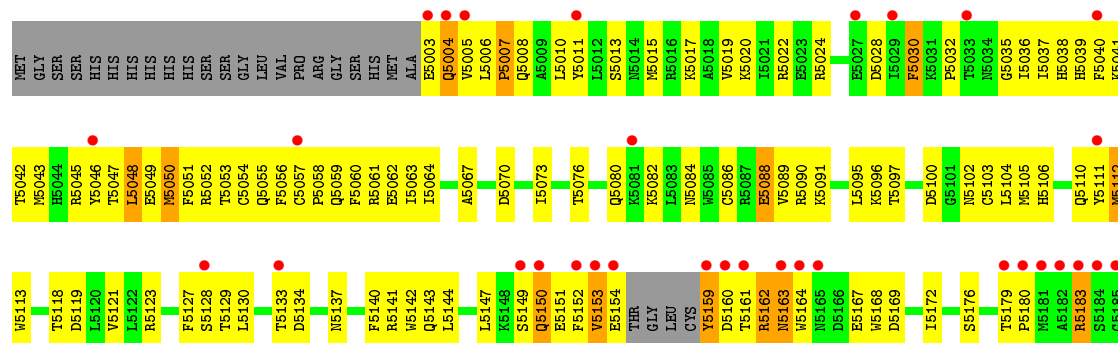 MET GLY SER SER HIS HIS HIS HIS HIS HIS SER SER GLY LEU VAL PRO ARG GLY SER HIS MET ALA E5003 Q5004 V5005 L5006 P5007 Q5008 A5009 L5010 Y5011 L5012 S5013 N5014 M5015 R5016 K5017 A5018 V5019 K5020 I5021 R5022 E5023 R5024 E5027 D5028 I5029 F5030 K5031 P5032 T5033 N5034 G5035 I5036 I5037 H5038 H5039 F5040 K5041
T5042 M5043 H5044 R5045 Y5046 T5047 L5048 E5049 M5050 F5051 R5052 T5053 C5054 Q5055 F5056 C5057 P5058 Q5059 F5060 R5061 E5062 I5063 I5064 A5067 D5070 I5073 T5076 Q5080 K5081 K5082 L5083 N5084 W5085 C5086 R5087 E5088 V5089 R5090 K5091 L5095 K5096 T5097 D5100 G5101 N5102 C5103 L5104 M5105 H5106 Q5110 Y5111 M5112
W5113 T5118 D5119 L5120 V5121 L5122 R5123 F5127 S5128 T5129 L5130 T5133 D5134 N5137 F5140 R5141 W5142 Q5143 L5144 L5147 K5148 S5149 Q5150 E5151 F5152 V5153 E5154 THR GLY LEU CYS Y5159 D5160 T5161 R5162 N5163 W5164 N5165 D5166 E5167 W5168 D5169 I5172 S5176 T5179 P5180 M5181 A5182 R5183 S5184